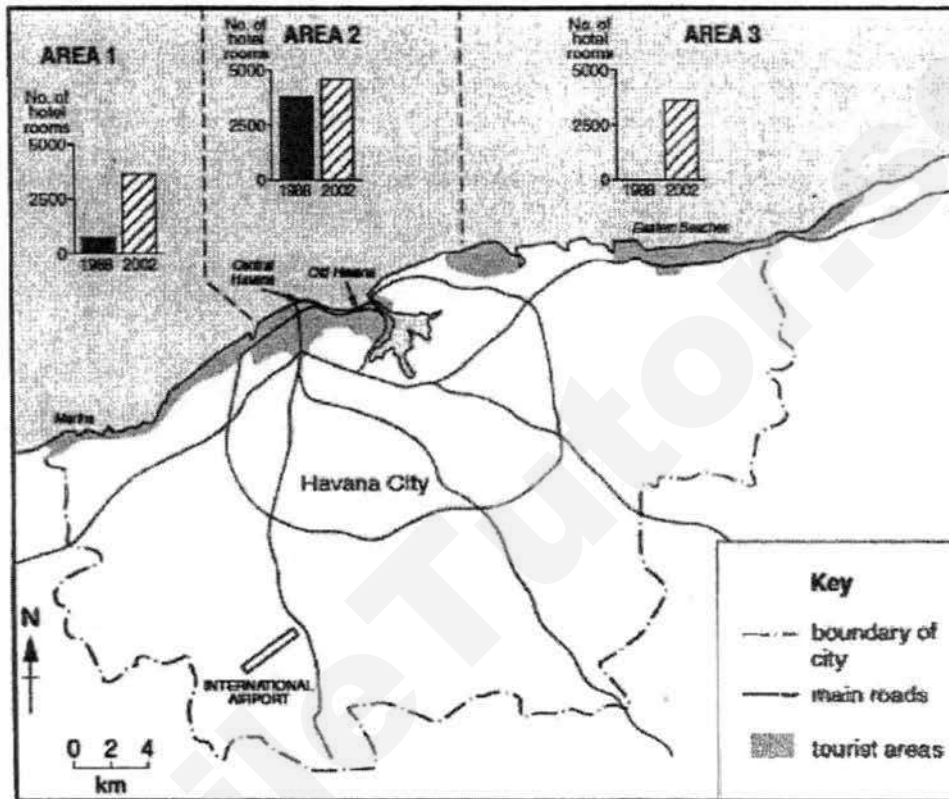 AREA 1
No. of
hotel
rooms
5000
2500
0
1988 2002
AREA 2
No. of
hotel
rooms
5000
2500
0
1988 2002
AREA 3
No. of
hotel
rooms
5000
2500
0
1988 2002
Eastern Beaches
Central
Havana
Old Havana
Marina
Havana City
INTERNATIONAL
AIRPORT
N
0 2 4
km
Key
boundary of
city
main roads
tourist areas